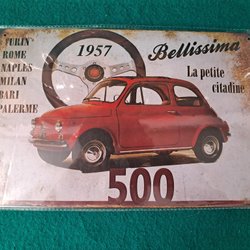 TURIN
ROME
NAPLES
MILAN
BARI
PALERME
1957
Bellissima
La petite
citadine
500